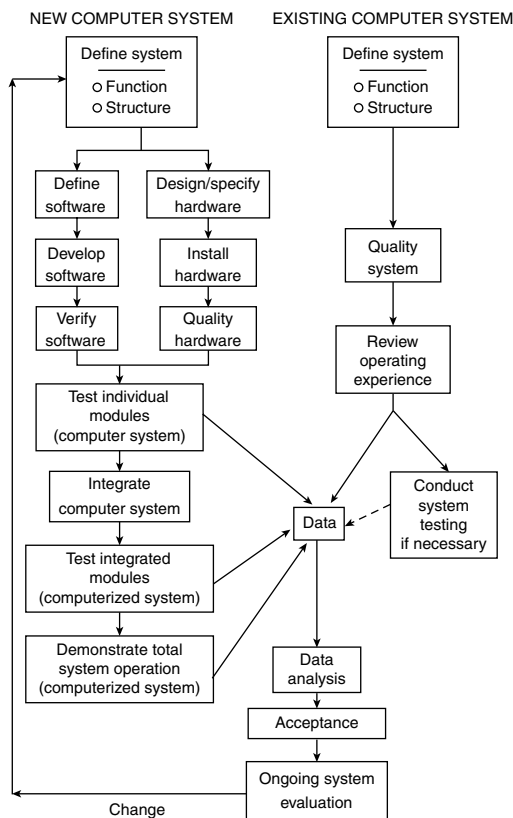 NEW COMPUTER SYSTEM
Define system
Function
Structure
Define
software
Design/specify
hardware
Develop
software
Install
hardware
Verify
software
Quality
hardware
Test individual
modules
(computer system)
Integrate
computer system
Test integrated
modules
(computerized system)
Demonstrate total
system operation
(computerized system)
EXISTING COMPUTER SYSTEM
Define system
Function
Structure
Quality
system
Review
operating
experience
Conduct
system
testing
if necessary
Data
Data
analysis
Acceptance
Ongoing system
evaluation
Change